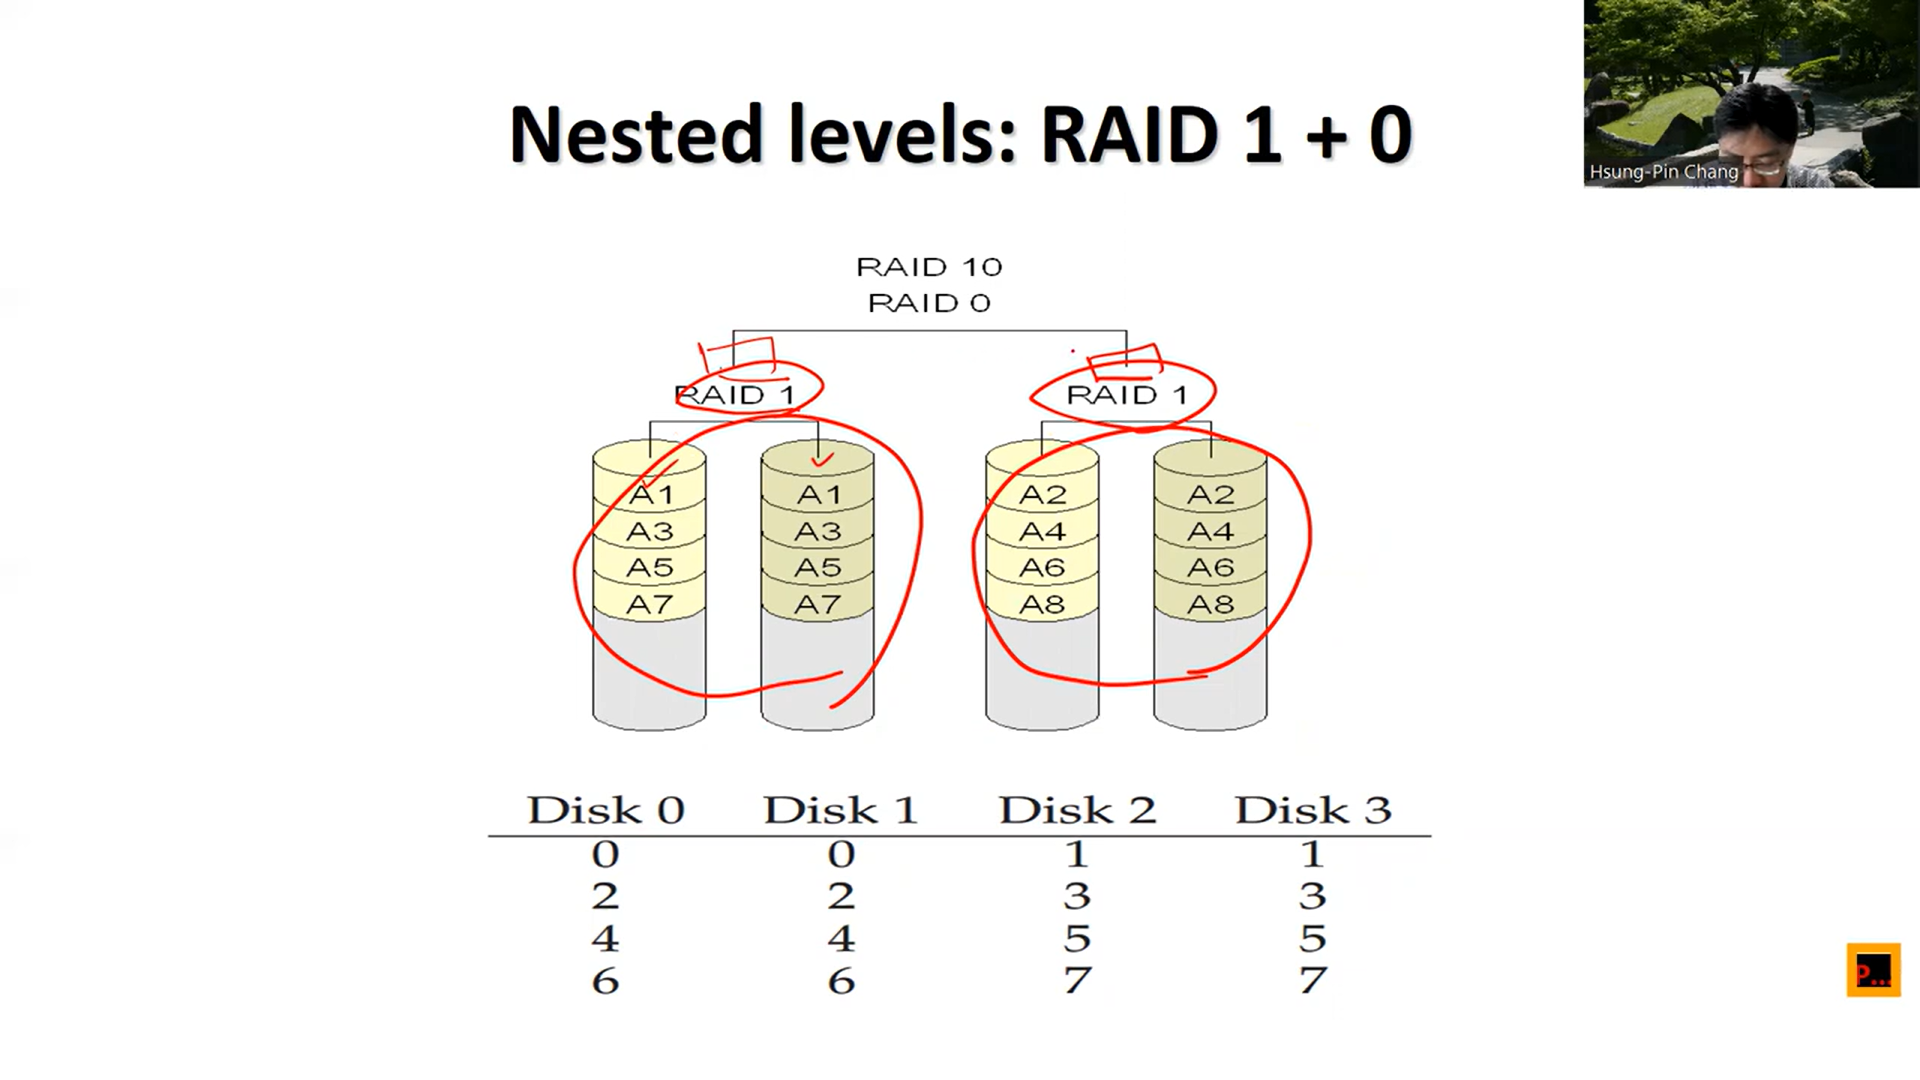 Nested levels: RAID 1 + 0
Hsung-Pin Chang
RAID 10
RAID 0
RAID 1 RAID 1
A1 A1 A2 A2
A3 A3 A4 A4
A5 A5 A6 A6
A7 A7 A8 A8
Disk 0 Disk 1 Disk 2 Disk 3
0 0 1 1
2 2 3 3
4 4 5 5
6 6 7 7
P...